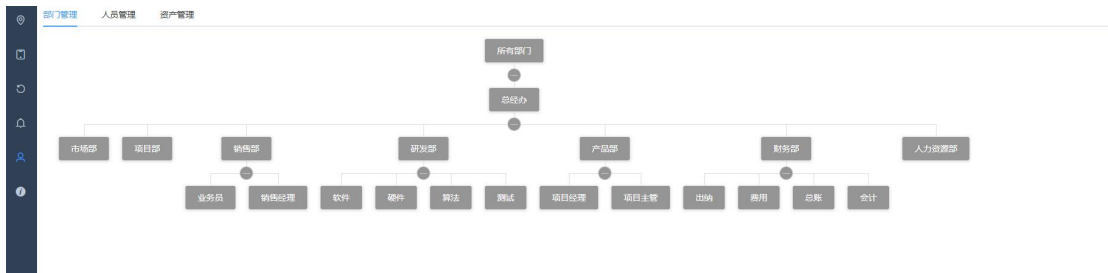 部门管理 人员管理 资产管理
所有部门
总经办
市场部 项目部 销售部 研发部 产品部 财务部 人力资源部
业务员 销售经理 软件 硬件 算法 测试 项目经理 项目主管 出纳 费用 总账 会计